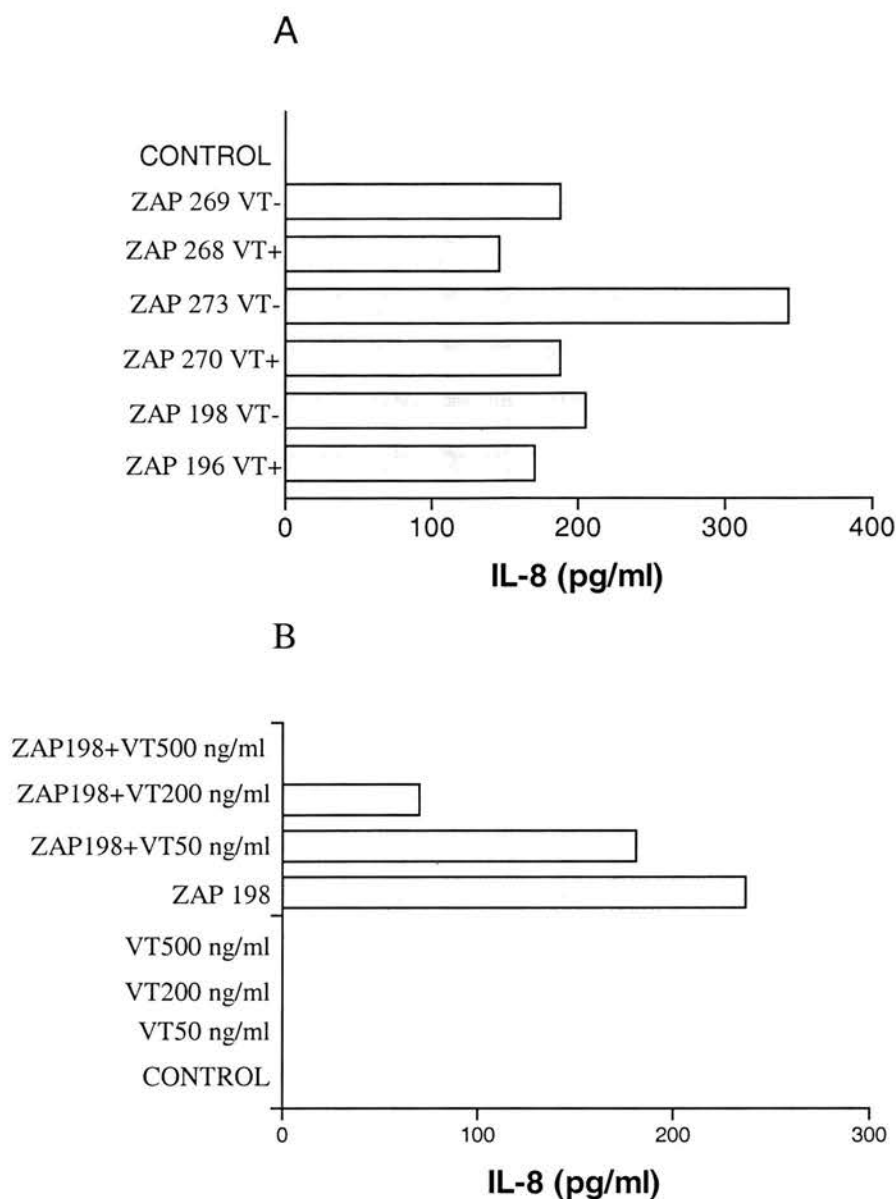 A
CONTROL
ZAP 269 VT-
ZAP 268 VT+
ZAP 273 VT-
ZAP 270 VT+
ZAP 198 VT-
ZAP 196 VT+
0 100 200 300 400
IL-8 (pg/ml)
B
ZAP198+VT500 ng/ml
ZAP198+VT200 ng/ml
ZAP198+VT50 ng/ml
ZAP 198
VT500 ng/ml
VT200 ng/ml
VT50 ng/ml
CONTROL
0 100 200 300
IL-8 (pg/ml)